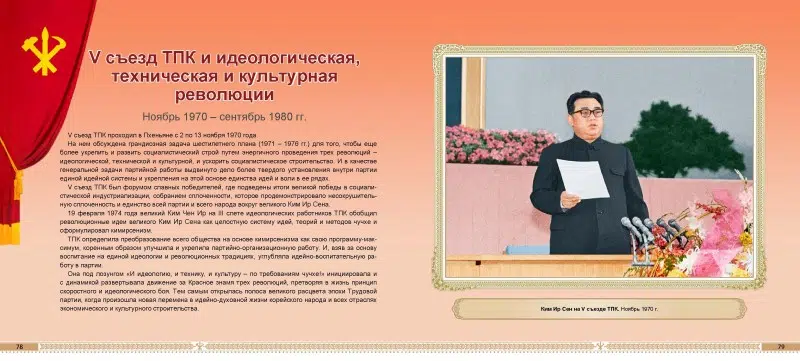 V съезд ТПК и идеологическая,
техническая и культурная
революции
Ноябрь 1970 – сентябрь 1980 гг.
V съезд ТПК проходил в Пхеньяне с 2 по 13 ноября 1970 года.
На нем обсуждена грандиозная задача шестилетнего плана (1971 – 1976 гг.) для того, чтобы еще
более укрепить и развить социалистический строй путем энергичного проведения трех революций –
идеологической, технической и культурной, и ускорить социалистическое строительство. И в качестве
генеральной задачи партийной работы выдвинуто дело более твердого установления внутри партии
единой идейной системы и укрепления на этой основе единства идей и воли в ее рядах.
V съезд ТПК был форумом славных победителей, где подведены итоги великой победы в социали-
стической индустриализации, собранием сплоченности, которое продемонстрировало несокрушитель-
ную сплоченность и единство всей партии и всего народа вокруг великого Ким Ир Сена.
19 февраля 1974 года великий Ким Чен Ир на III слете идеологических работников ТПК обобщил
революционные идеи великого Ким Ир Сена как целостную систему идей, теорий и методов чучхе и
сформулировал кимирсенизм.
ТПК определила преобразование всего общества на основе кимирсенизма как свою программу-мак-
симум, коренным образом улучшила и укрепила партийно-организационную работу. И, взяв за основу
воспитание на единой идеологии и революционных традициях, углубляла идейно-воспитательную ра-
боту в партии.
Она под лозунгом «И идеологию, и технику, и культуру – по требованиям чучхе!» инициировала и
с динамикой развертывала движение за Красное знамя трех революций, претворяя в жизнь принцип
скоростного и идеологического боя. Тем самым открылась полоса великого расцвета эпохи Трудовой
партии, когда произошла новая перемена в идейно-духовной жизни корейского народа и всех отраслях
экономического и культурного строительства.
Ким Ир Сен на V съезде ТПК. Ноябрь 1970 г.
78
79